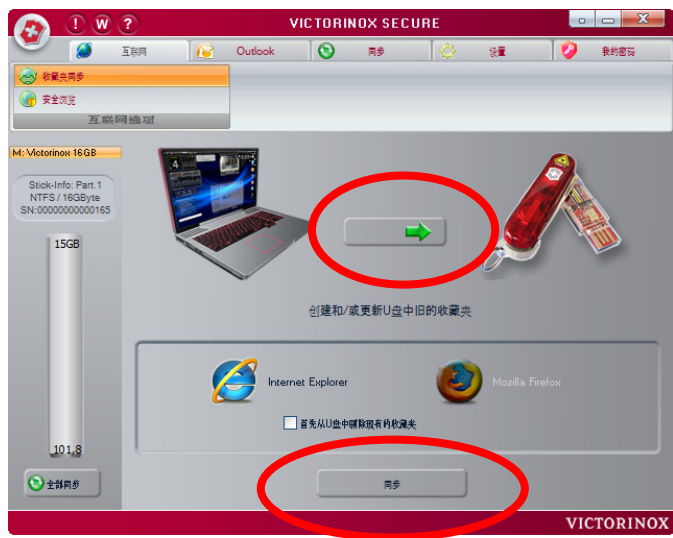 ! W ?
VICTORINOX SECURE
互联网
Outlook
同步
设置
我的密码
收藏夹同步
安全浏览
互联网选项
M: Victorinox 16GB
Stick-Info: Part.1
NTFS / 16GByte
SN:00000000000165
15GB
4
创建和/或更新U盘中旧的收藏夹
Internet Explorer
Mozilla Firefox
首先从U盘中删除现有的收藏夹
101,8
全部同步
同步
VICTORINOX